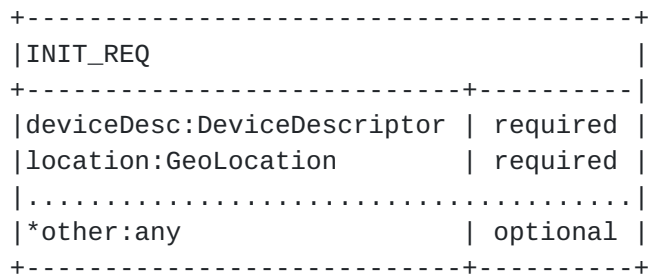 +---------------------------------------+
|INIT_REQ                               |
+----------------------------+----------|
|deviceDesc:DeviceDescriptor | required |
|location:GeoLocation        | required |
|.......................................|
|*other:any                  | optional |
+----------------------------+----------+